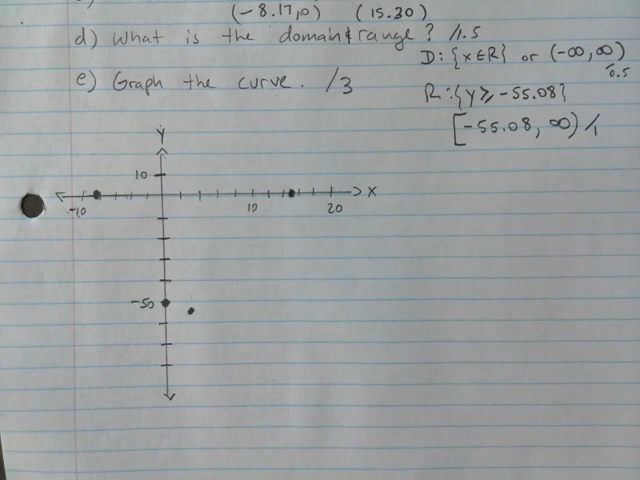 (-8.17,0) (15.30)
d) What is the domain & range? /1.5
D: {x∈R} or (-∞,∞)
/0.5
e) Graph the curve. /3
R: {y ≥ -55.08}
[-55.08, ∞) /1
Y
10
X
-10 10 20
-50